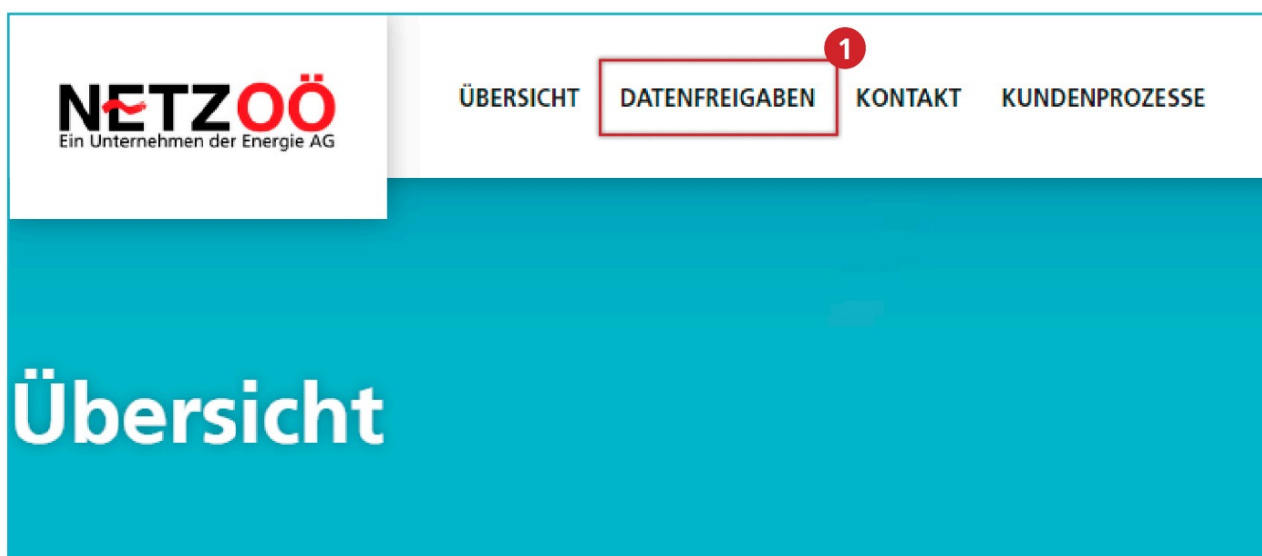 NETZOÖ
Ein Unternehmen der Energie AG
ÜBERSICHT DATENFREIGABEN KONTAKT KUNDENPROZESSE
1
Übersicht